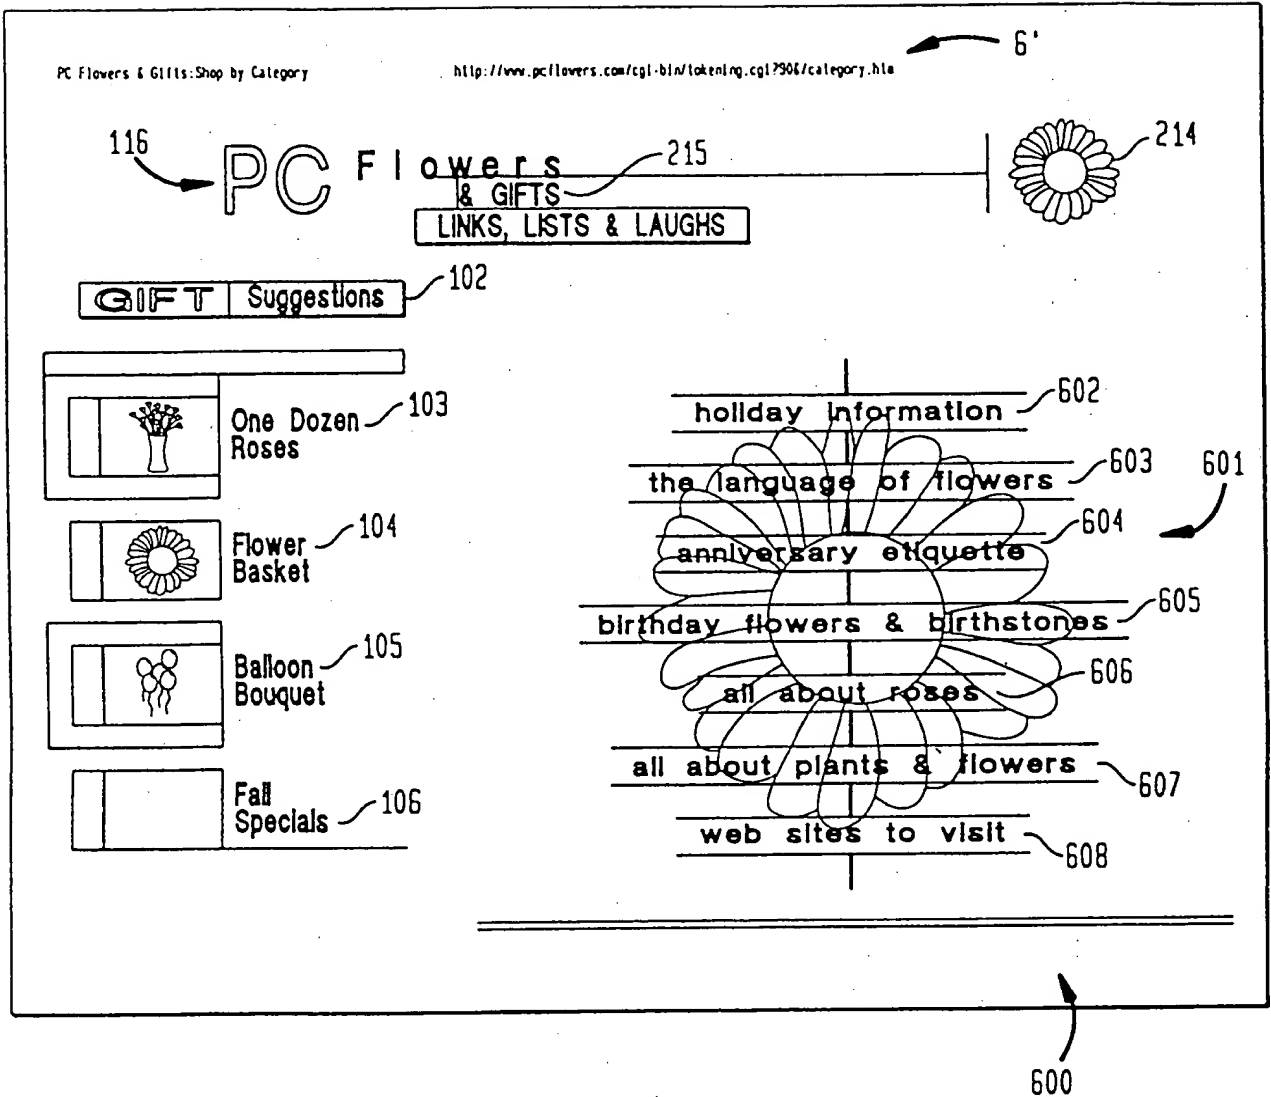 6'
PC Flowers & Gifts:Shop by Category
http://www.pcflowers.com/cgi-bin/tokening.cgi?906/category.htm
116
PC Flowers
215
214
& GIFTS
LINKS, LISTS & LAUGHS
GIFT Suggestions
102
One Dozen
Roses
103
Flower
Basket
104
Balloon
Bouquet
105
Fall
Specials
106
holiday information
602
the language of flowers
603
601
anniversary etiquette
604
birthday flowers & birthstones
605
all about roses
606
all about plants & flowers
607
web sites to visit
608
600